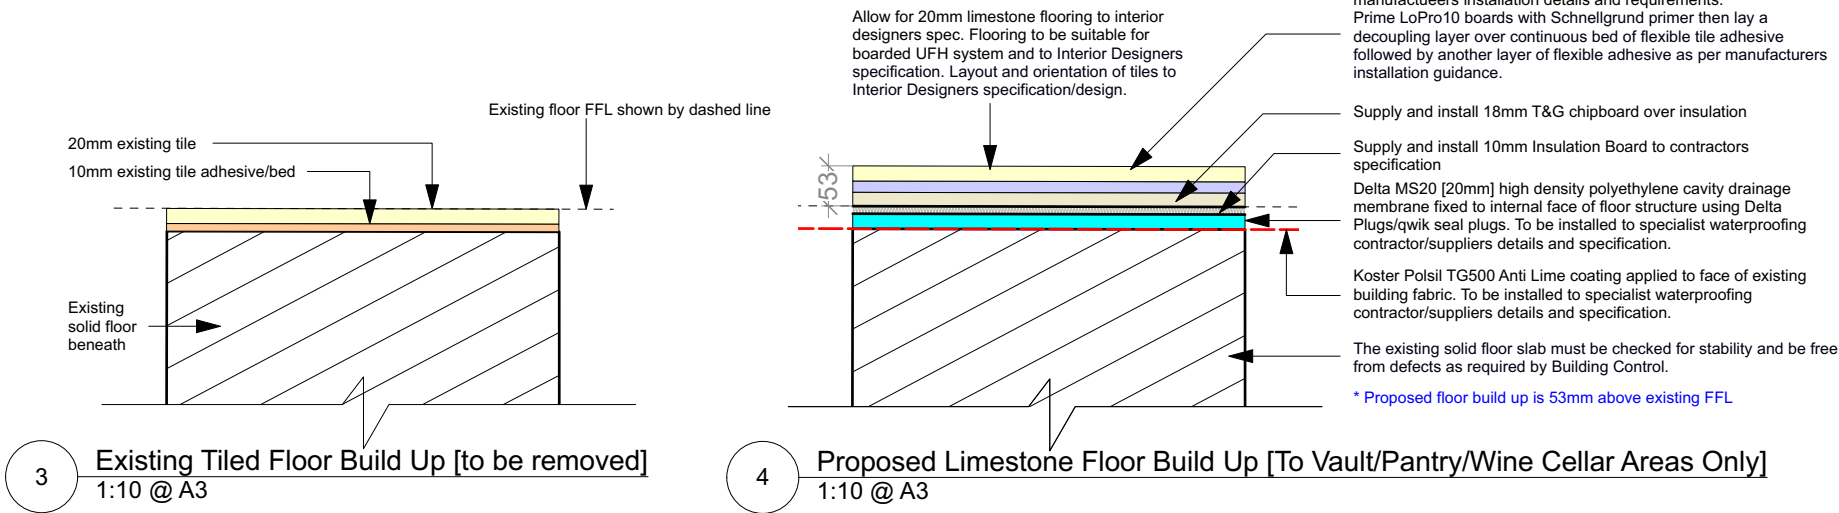 Existing floor FFL shown by dashed line
20mm existing tile
10mm existing tile adhesive/bed
Existing
solid floor
beneath
3
Existing Tiled Floor Build Up [to be removed]
1:10 @ A3
Allow for 20mm limestone flooring to interior
designers spec. Flooring to be suitable for
boarded UFH system and to Interior Designers
specification. Layout and orientation of tiles to
Interior Designers specification/design.
53
manufactueers installation details and requirements.
Prime LoPro10 boards with Schnellgrund primer then lay a
decoupling layer over continuous bed of flexible tile adhesive
followed by another layer of flexible adhesive as per manufacturers
installation guidance.
Supply and install 18mm T&G chipboard over insulation
Supply and install 10mm Insulation Board to contractors
specification
Delta MS20 [20mm] high density polyethylene cavity drainage
membrane fixed to internal face of floor structure using Delta
Plugs/qwik seal plugs. To be installed to specialist waterproofing
contractor/suppliers details and specification.
Koster Polsil TG500 Anti Lime coating applied to face of existing
building fabric. To be installed to specialist waterproofing
contractor/suppliers details and specification.
The existing solid floor slab must be checked for stability and be free
from defects as required by Building Control.
* Proposed floor build up is 53mm above existing FFL
4
Proposed Limestone Floor Build Up [To Vault/Pantry/Wine Cellar Areas Only]
1:10 @ A3